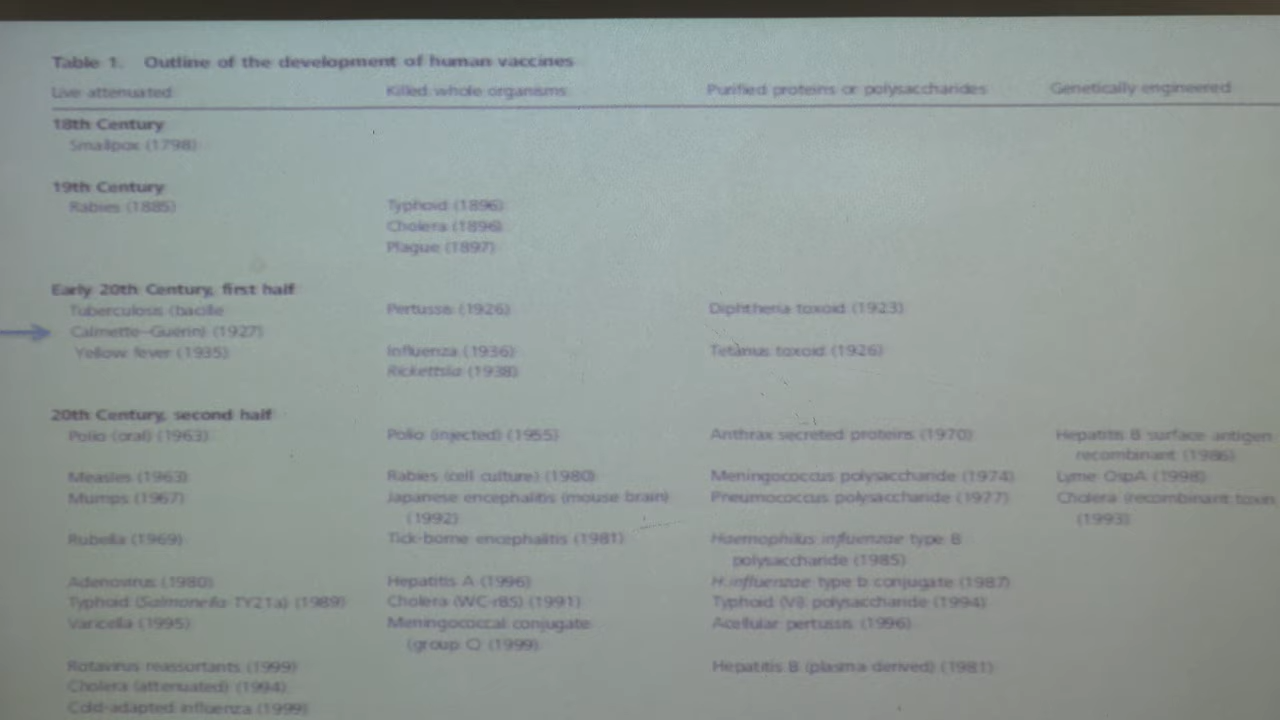 Table 1. Outline of the development of human vaccines
Live attenuated Killed whole organisms Purified proteins or polysaccharides Genetically engineered
18th Century
Smallpox (1798)
19th Century
Rabies (1885) Typhoid (1896)
Cholera (1896)
Plague (1897)
Early 20th Century, first half
Tuberculosis (bacille Pertussis (1926) Diphtheria toxoid (1923)
Calmette–Guerin) (1927)
Yellow fever (1935) Influenza (1936) Tetanus toxoid (1926)
Rickettsia (1938)
20th Century, second half
Polio (oral) (1963) Polio (injected) (1955) Anthrax secreted proteins (1970) Hepatitis B surface antigen
recombinant (1986)
Measles (1963) Rabies (cell culture) (1980) Meningococcus polysaccharide (1974) Lyme OspA (1998)
Mumps (1967) Japanese encephalitis (mouse brain) Pneumococcus polysaccharide (1977) Cholera (recombinant toxin
(1992) (1993)
Rubella (1969) Tick-borne encephalitis (1981) Haemophilus influenzae type B
polysaccharide (1985)
Adenovirus (1980) Hepatitis A (1996) H. influenzae type b conjugate (1987)
Typhoid (Salmonella TY21a) (1989) Cholera (WC-rBS) (1991) Typhoid (Vi) polysaccharide (1994)
Varicella (1995) Meningococcal conjugate Acellular pertussis (1996)
(group C) (1999)
Rotavirus reassortants (1999) Hepatitis B (plasma derived) (1981)
Cholera (attenuated) (1994)
Cold-adapted influenza (1999)